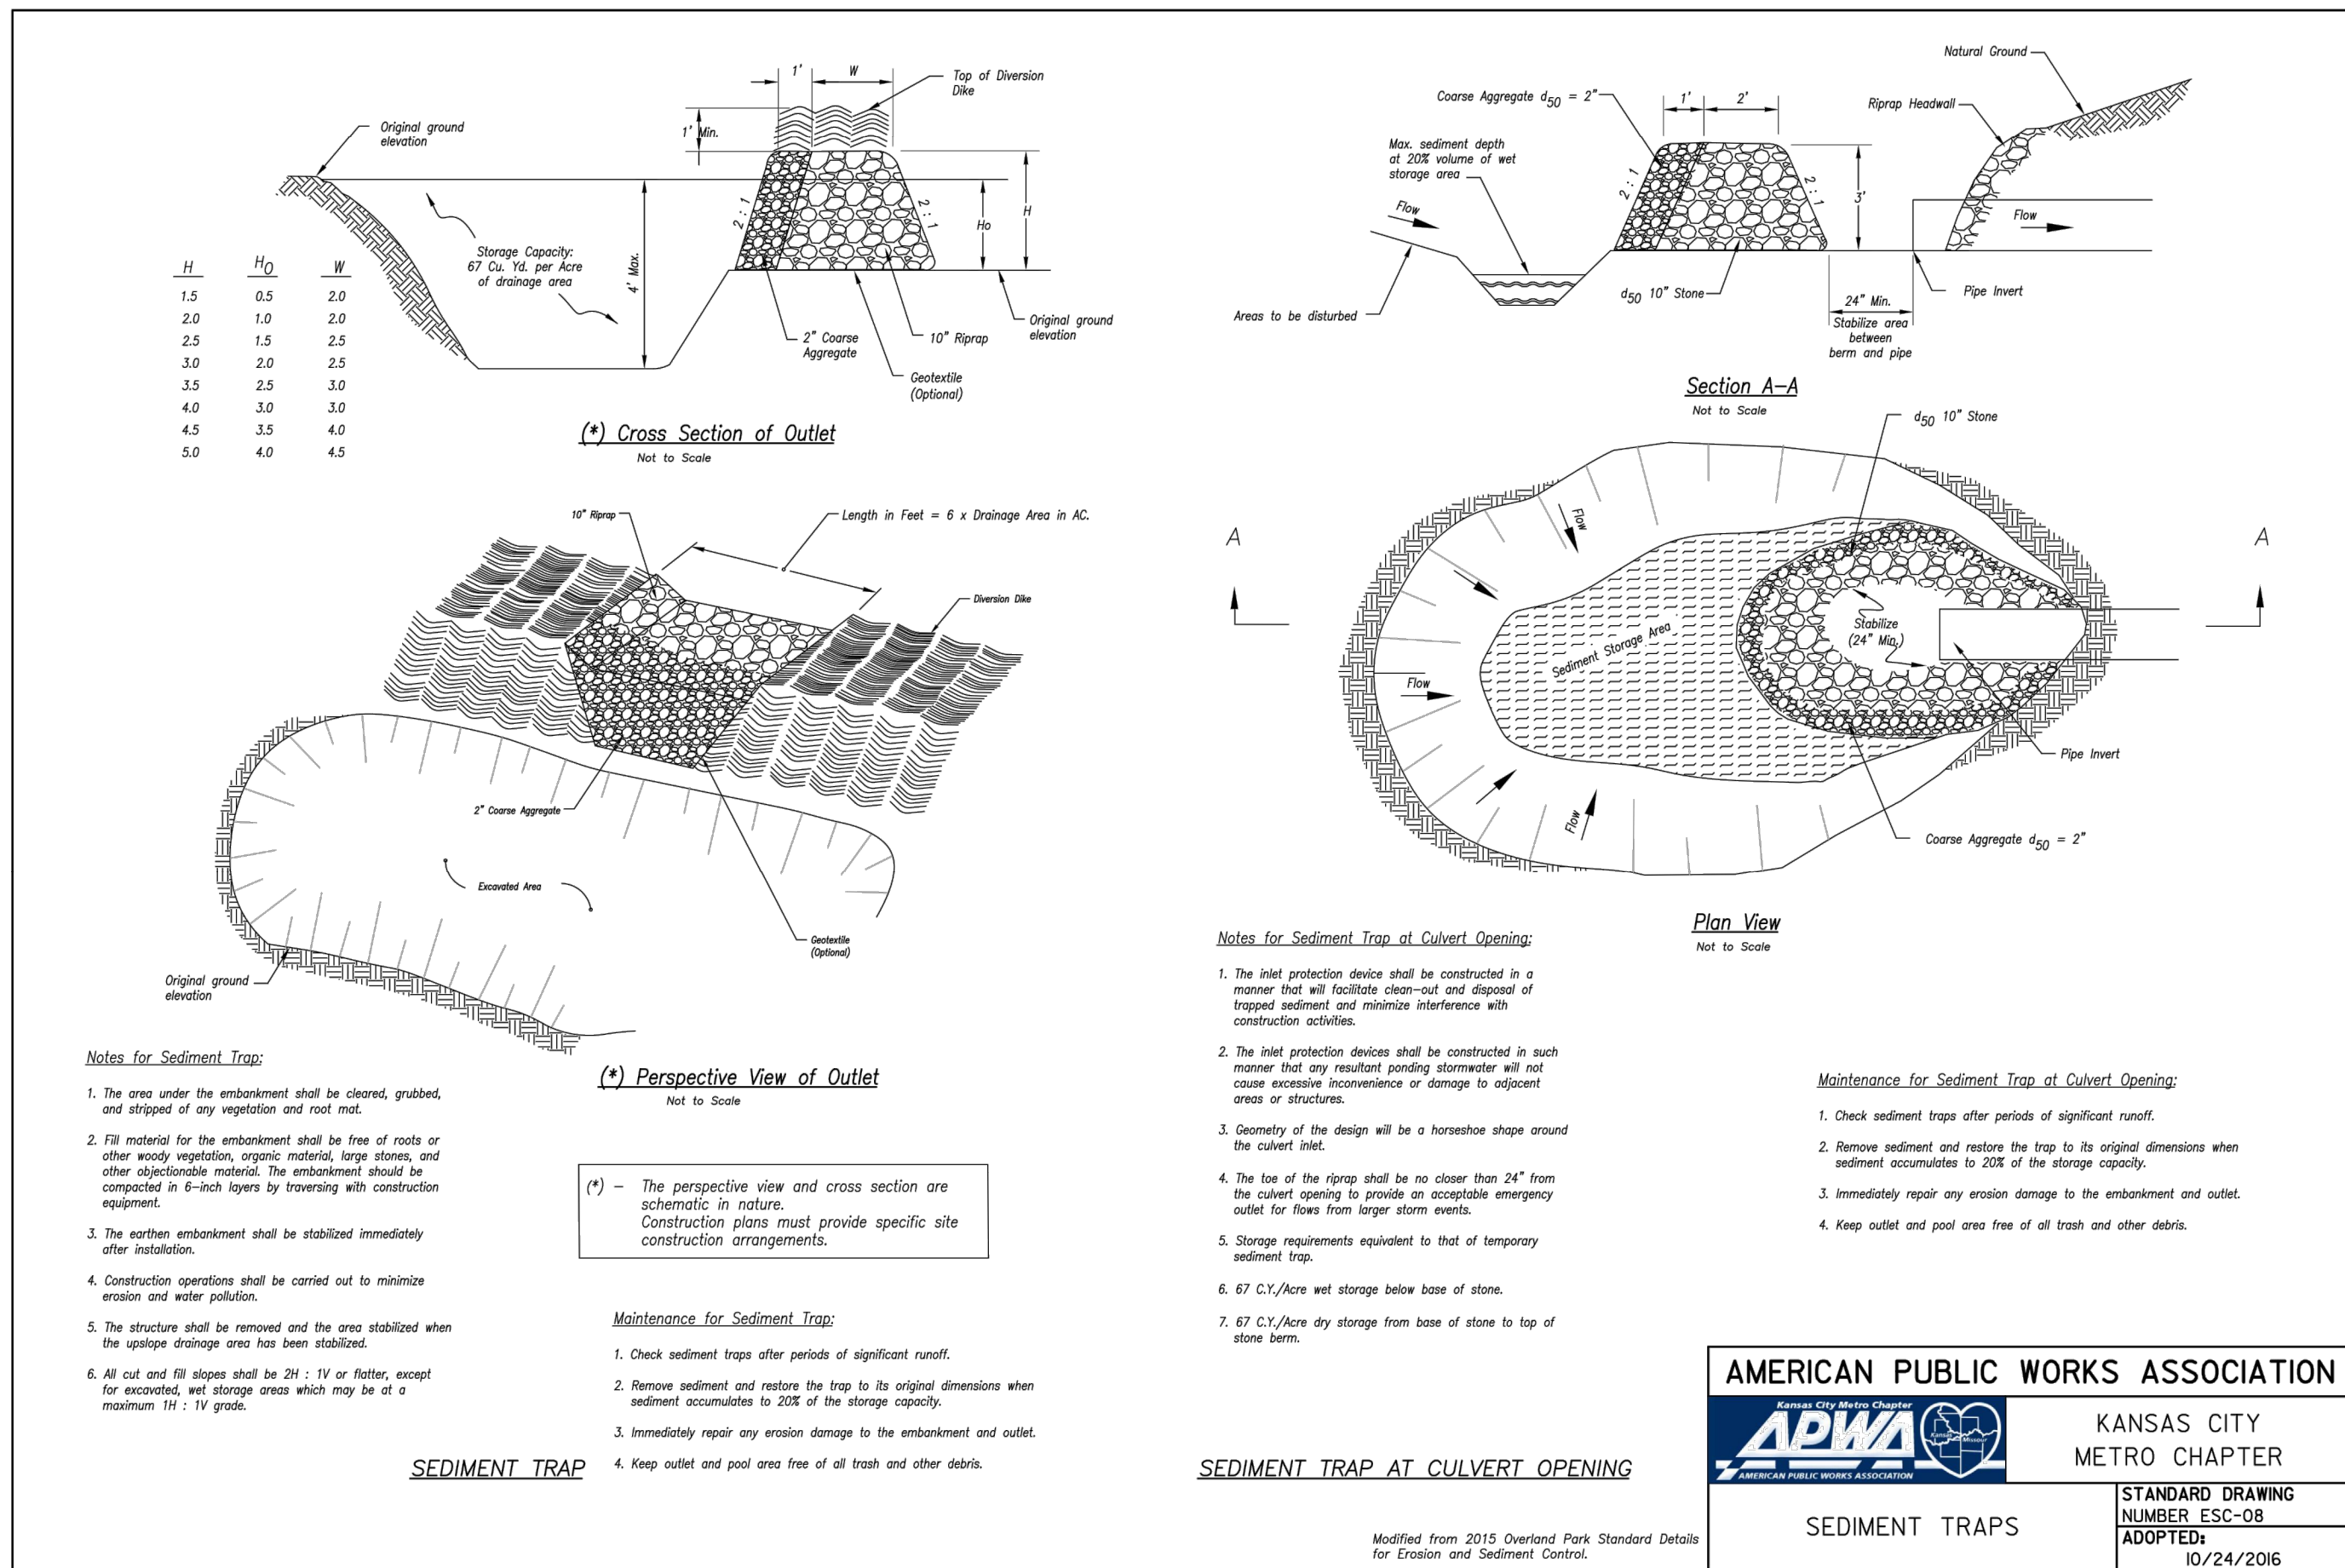 1' W
Top of Diversion
Dike
1' Min.
Original ground
elevation
2 : 1
2 : 1
Ho
H
4' Max.
Storage Capacity:
67 Cu. Yd. per Acre
of drainage area
H HO W
1.5 0.5 2.0
2.0 1.0 2.0
2.5 1.5 2.5
3.0 2.0 2.5
3.5 2.5 3.0
4.0 3.0 3.0
4.5 3.5 4.0
5.0 4.0 4.5
2" Coarse
Aggregate
10" Riprap
Original ground
elevation
Geotextile
(Optional)
(*) Cross Section of Outlet
Not to Scale
10" Riprap
Length in Feet = 6 x Drainage Area in AC.
Diversion Dike
2" Coarse Aggregate
Excavated Area
Geotextile
(Optional)
Original ground
elevation
(*) Perspective View of Outlet
Not to Scale
Notes for Sediment Trap:
1. The area under the embankment shall be cleared, grubbed,
and stripped of any vegetation and root mat.
2. Fill material for the embankment shall be free of roots or
other woody vegetation, organic material, large stones, and
other objectionable material. The embankment should be
compacted in 6-inch layers by traversing with construction
equipment.
3. The earthen embankment shall be stabilized immediately
after installation.
4. Construction operations shall be carried out to minimize
erosion and water pollution.
5. The structure shall be removed and the area stabilized when
the upslope drainage area has been stabilized.
6. All cut and fill slopes shall be 2H : 1V or flatter, except
for excavated, wet storage areas which may be at a
maximum 1H : 1V grade.
(*) - The perspective view and cross section are
schematic in nature.
Construction plans must provide specific site
construction arrangements.
Maintenance for Sediment Trap:
1. Check sediment traps after periods of significant runoff.
2. Remove sediment and restore the trap to its original dimensions when
sediment accumulates to 20% of the storage capacity.
3. Immediately repair any erosion damage to the embankment and outlet.
4. Keep outlet and pool area free of all trash and other debris.
SEDIMENT TRAP
Natural Ground
Coarse Aggregate d50 = 2"
1' 2'
Riprap Headwall
Max. sediment depth
at 20% volume of wet
storage area
2 : 1
2 : 1
3'
Flow
Flow
Areas to be disturbed
d50 10" Stone
24" Min.
Stabilize area
between
berm and pipe
Pipe Invert
Section A-A
Not to Scale
d50 10" Stone
A
A
Flow
Flow
Flow
Sediment Storage Area
Stabilize
(24" Min.)
Pipe Invert
Coarse Aggregate d50 = 2"
Plan View
Not to Scale
Notes for Sediment Trap at Culvert Opening:
1. The inlet protection device shall be constructed in a
manner that will facilitate clean-out and disposal of
trapped sediment and minimize interference with
construction activities.
2. The inlet protection devices shall be constructed in such
manner that any resultant ponding stormwater will not
cause excessive inconvenience or damage to adjacent
areas or structures.
3. Geometry of the design will be a horseshoe shape around
the culvert inlet.
4. The toe of the riprap shall be no closer than 24" from
the culvert opening to provide an acceptable emergency
outlet for flows from larger storm events.
5. Storage requirements equivalent to that of temporary
sediment trap.
6. 67 C.Y./Acre wet storage below base of stone.
7. 67 C.Y./Acre dry storage from base of stone to top of
stone berm.
Maintenance for Sediment Trap at Culvert Opening:
1. Check sediment traps after periods of significant runoff.
2. Remove sediment and restore the trap to its original dimensions when
sediment accumulates to 20% of the storage capacity.
3. Immediately repair any erosion damage to the embankment and outlet.
4. Keep outlet and pool area free of all trash and other debris.
SEDIMENT TRAP AT CULVERT OPENING
Modified from 2015 Overland Park Standard Details
for Erosion and Sediment Control.
AMERICAN PUBLIC WORKS ASSOCIATION
Kansas City Metro Chapter
APWA
Kansas Missouri
AMERICAN PUBLIC WORKS ASSOCIATION
KANSAS CITY
METRO CHAPTER
SEDIMENT TRAPS
STANDARD DRAWING
NUMBER ESC-08
ADOPTED:
10/24/2016